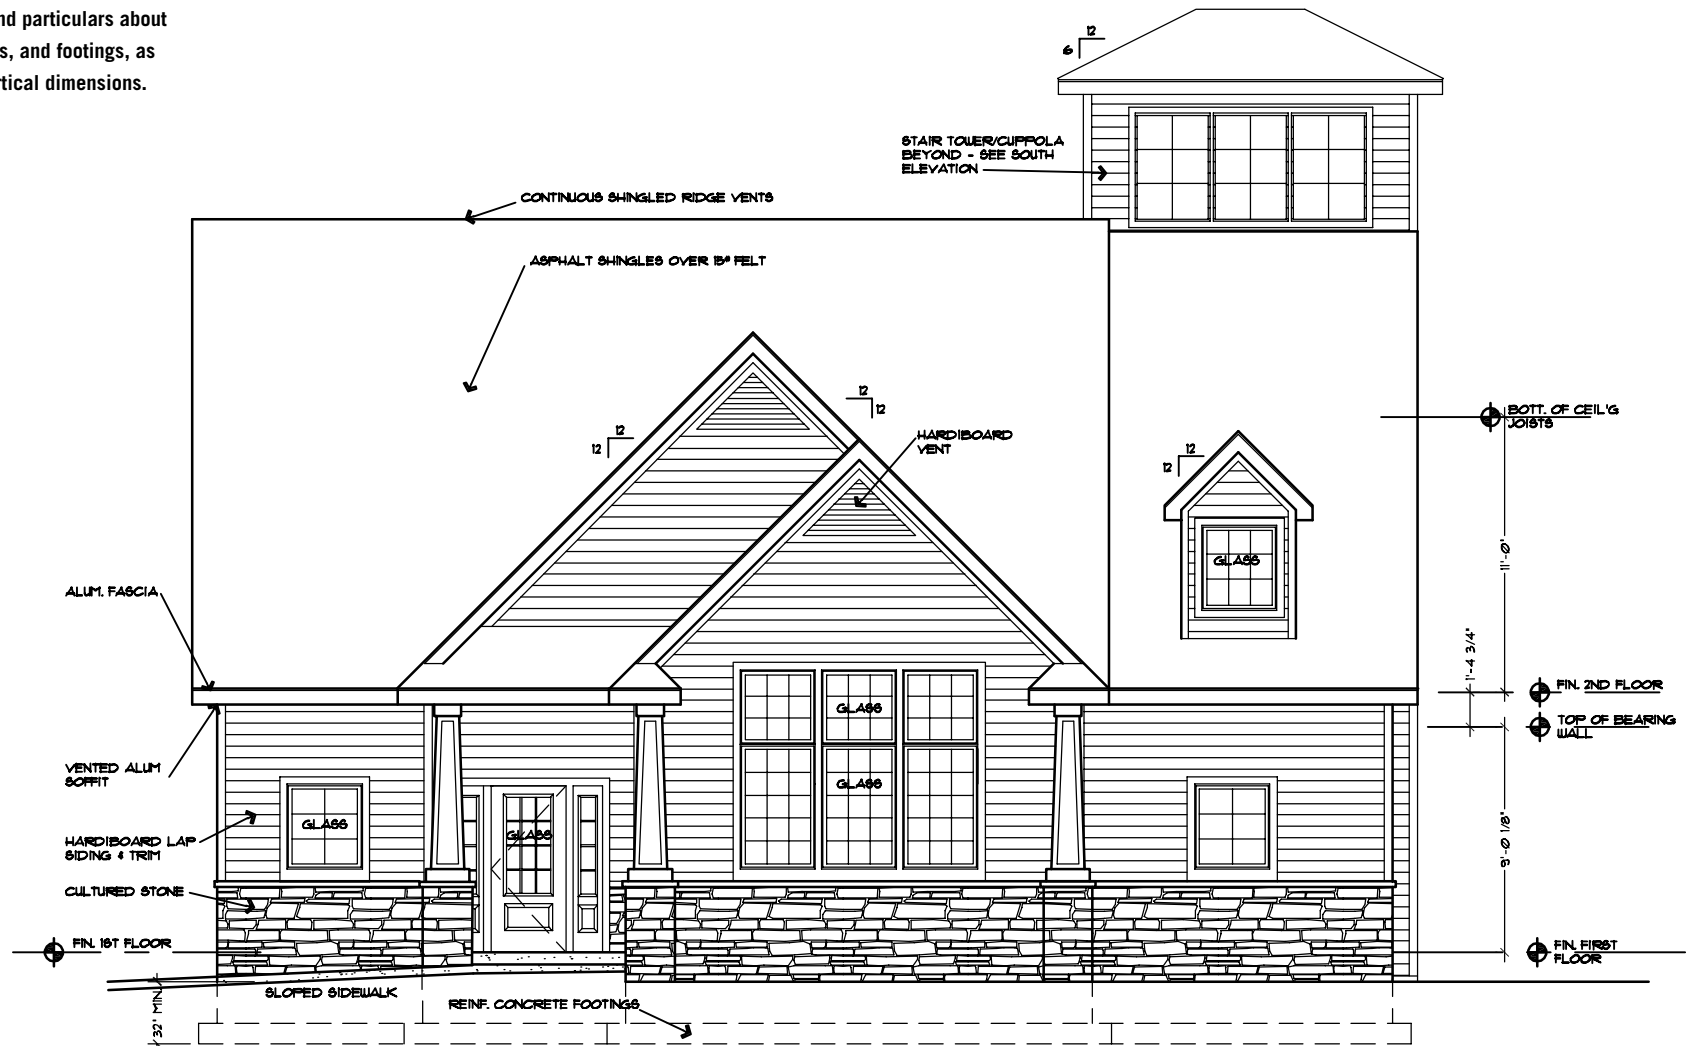 nd particulars about
s, and footings, as
rtical dimensions.
12
6
STAIR TOWER/CUPPOLA
BEYOND - SEE SOUTH
ELEVATION
CONTINUOUS SHINGLED RIDGE VENTS
ASPHALT SHINGLES OVER 15# FELT
12
12
12
12
HARDIBOARD
VENT
12
12
BOTT. OF CEIL'G
JOISTS
GLASS
11'-0"
ALUM. FASCIA
1'-4 3/4"
FIN. 2ND FLOOR
TOP OF BEARING
WALL
GLASS
GLASS
VENTED ALUM
SOFFIT
GLASS
GLASS
HARDIBOARD LAP
SIDING & TRIM
9'-0 1/8"
CULTURED STONE
FIN. 1ST FLOOR
FIN. FIRST
FLOOR
SLOPED SIDEWALK
REINF. CONCRETE FOOTINGS
32" MIN.